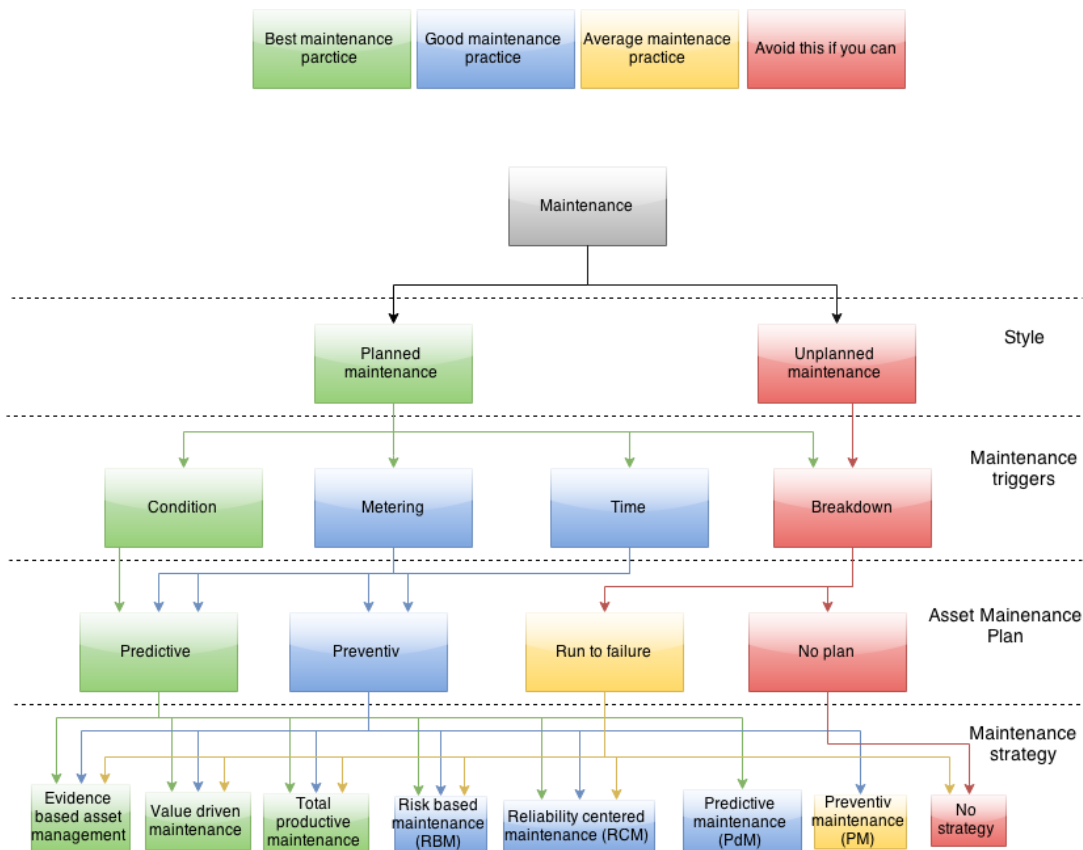 Best maintenance
parctice
Good maintenance
practice
Average maintenace
practice
Avoid this if you can
Maintenance
Style
Planned
maintenance
Unplanned
maintenance
Maintenance
triggers
Condition
Metering
Time
Breakdown
Asset Mainenance
Plan
Predictive
Preventiv
Run to failure
No plan
Maintenance
strategy
Evidence
based asset
management
Value driven
maintenance
Total
productive
maintenance
Risk based
maintenance
(RBM)
Reliability centered
maintenance (RCM)
Predictive
maintenance
(PdM)
Preventiv
maintenance
(PM)
No
strategy